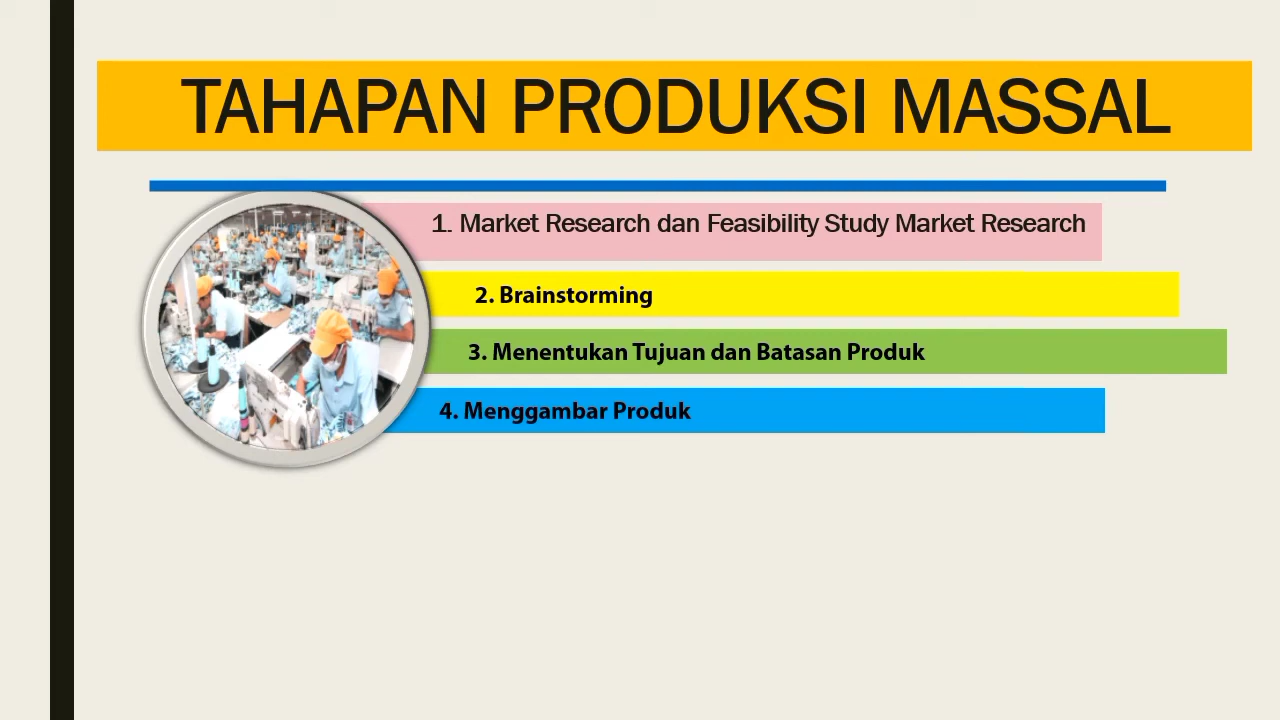 TAHAPAN PRODUKSI MASSAL
1. Market Research dan Feasibility Study Market Research
2. Brainstorming
3. Menentukan Tujuan dan Batasan Produk
4. Menggambar Produk